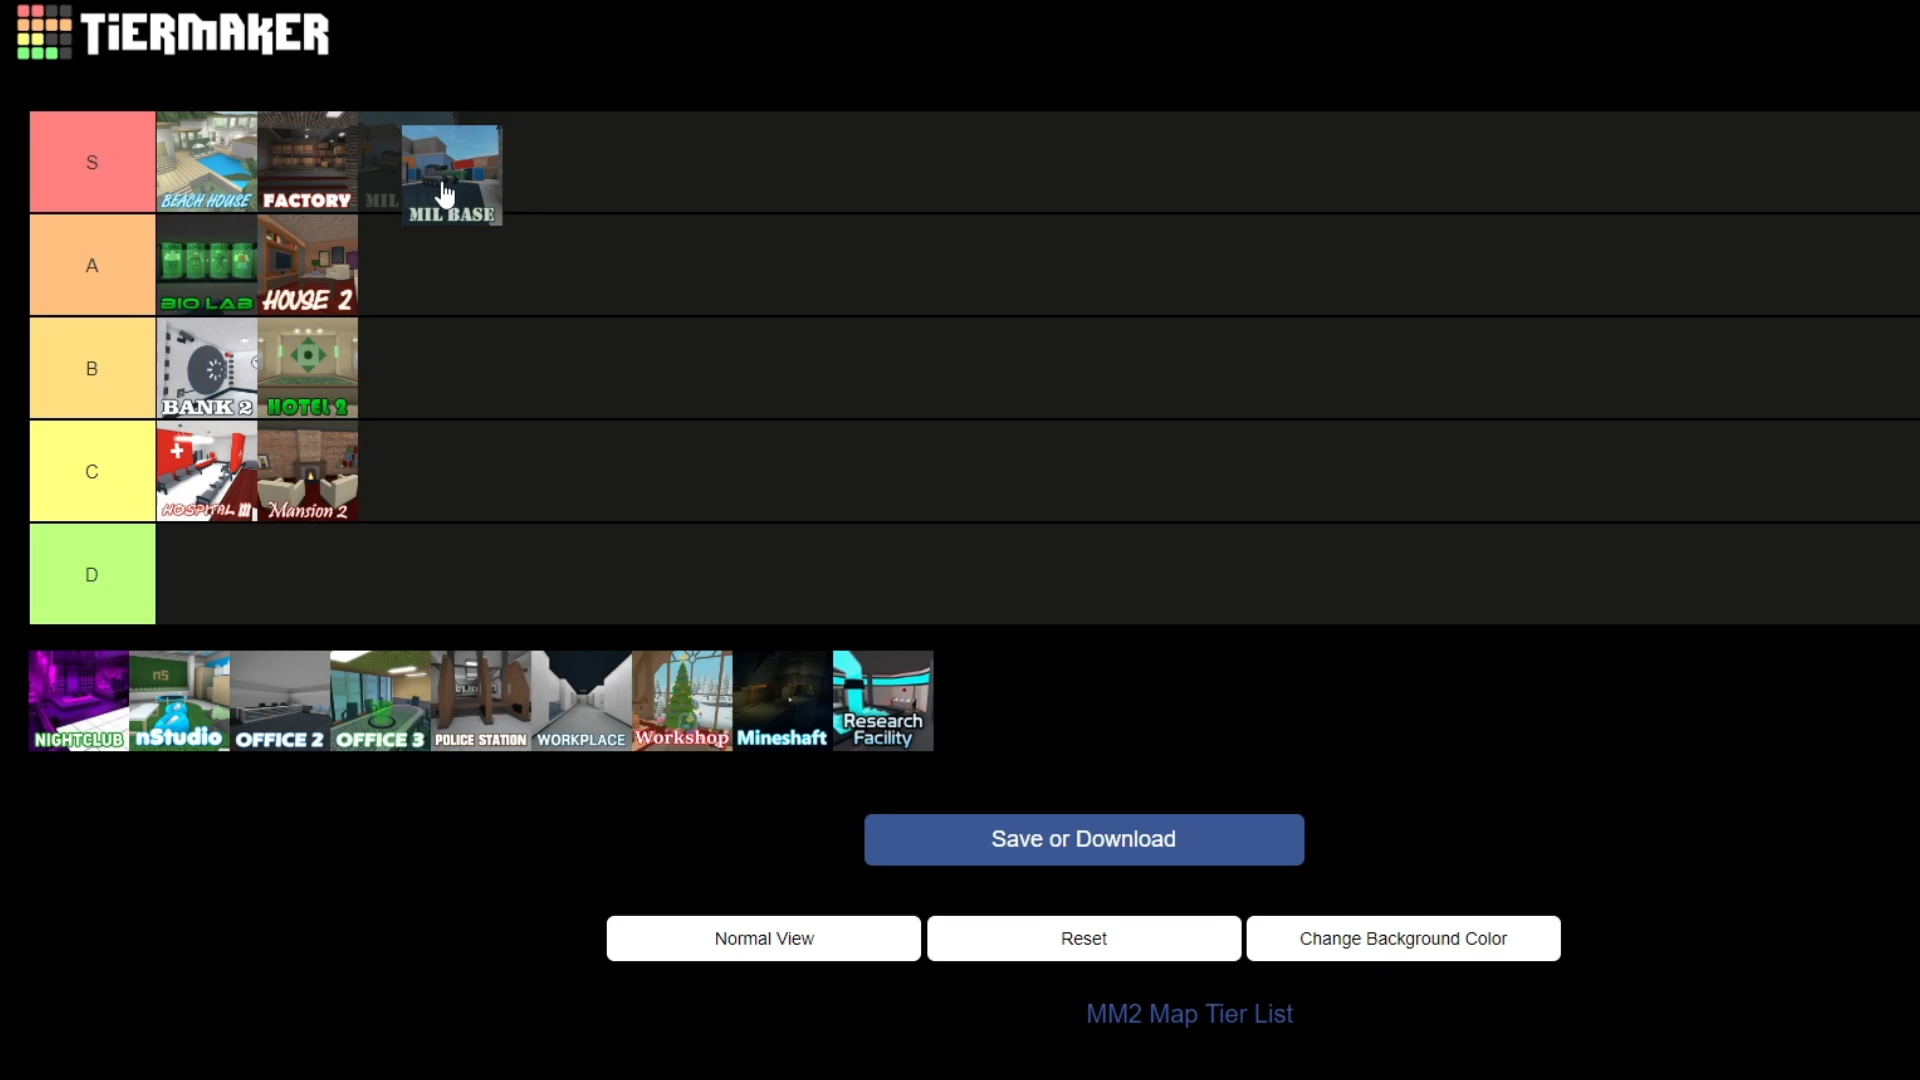 TiERMAKER
S
BEACH HOUSE
FACTORY
MIL
MIL BASE
A
BIO LAB
HOUSE 2
B
BANK 2
HOTEL 2
C
HOSPITAL III
Mansion 2
D
NIGHTCLUB
n5
nStudio
OFFICE 2
OFFICE 3
POLICE STATION
WORKPLACE
Workshop
Mineshaft
Research
Facility
Save or Download
Normal View
Reset
Change Background Color
MM2 Map Tier List